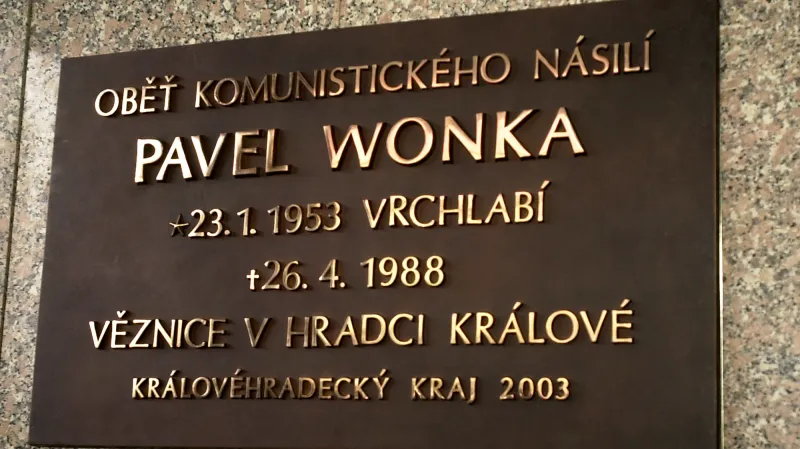 OBĚŤ KOMUNISTICKÉHO NÁSILÍ
PAVEL WONKA
*23.1.1953 VRCHLABÍ
†26.4.1988
VĚZNICE V HRADCI KRÁLOVÉ
KRÁLOVÉHRADECKÝ KRAJ 2003